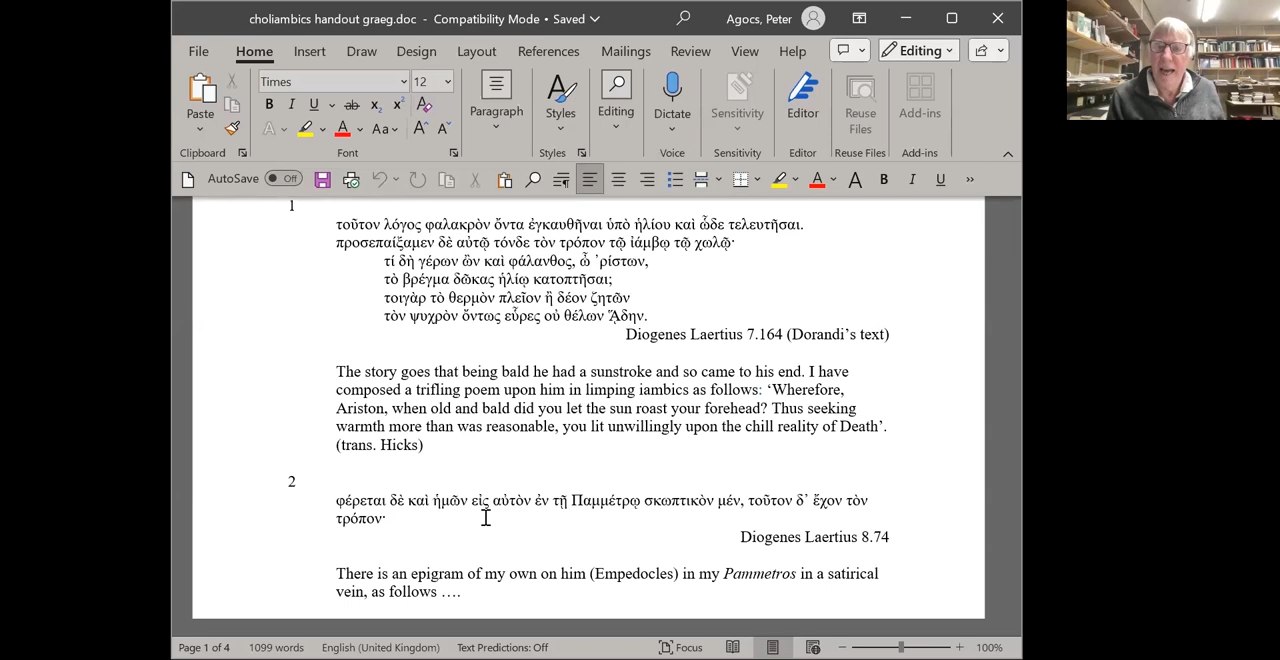 choliambics handout graeg.doc - Compatibility Mode • Saved
Agocs, Peter
File Home Insert Draw Design Layout References Mailings Review View Help
Editing
Times 12
Paste
Paragraph Styles Editing Dictate Sensitivity Editor Reuse Files Add-ins
Clipboard Font Styles Voice Sensitivity Editor Reuse Files Add-ins
AutoSave Off
1
τοῦτον λόγος φαλακρὸν ὄντα ἐγκαυθῆναι ὑπὸ ἡλίου καὶ ὧδε τελευτῆσαι.
προσεπαίξαμεν δὲ αὐτῷ τόνδε τὸν τρόπον τῷ ἰάμβῳ τῷ χωλῷ·
τί δὴ γέρων ὢν καὶ φάλανθος, ὦ ᾽ρίστων,
τὸ βρέγμα δῶκας ἡλίῳ κατοπτῆσαι;
τοιγὰρ τὸ θερμὸν πλεῖον ἢ δέον ζητῶν
τὸν ψυχρὸν ὄντως εὗρες οὐ θέλων Ἅιδην.
Diogenes Laertius 7.164 (Dorandi’s text)
The story goes that being bald he had a sunstroke and so came to his end. I have
composed a trifling poem upon him in limping iambics as follows: ‘Wherefore,
Ariston, when old and bald did you let the sun roast your forehead? Thus seeking
warmth more than was reasonable, you lit unwillingly upon the chill reality of Death’.
(trans. Hicks)
2
φέρεται δὲ καὶ ἡμῶν εἰς αὐτὸν ἐν τῇ Παμμέτρῳ σκωπτικὸν μέν, τοῦτον δ᾽ ἔχον τὸν
τρόπον·
Diogenes Laertius 8.74
There is an epigram of my own on him (Empedocles) in my Pammetros in a satirical
vein, as follows ….
Page 1 of 4 1099 words English (United Kingdom) Text Predictions: Off Focus 100%